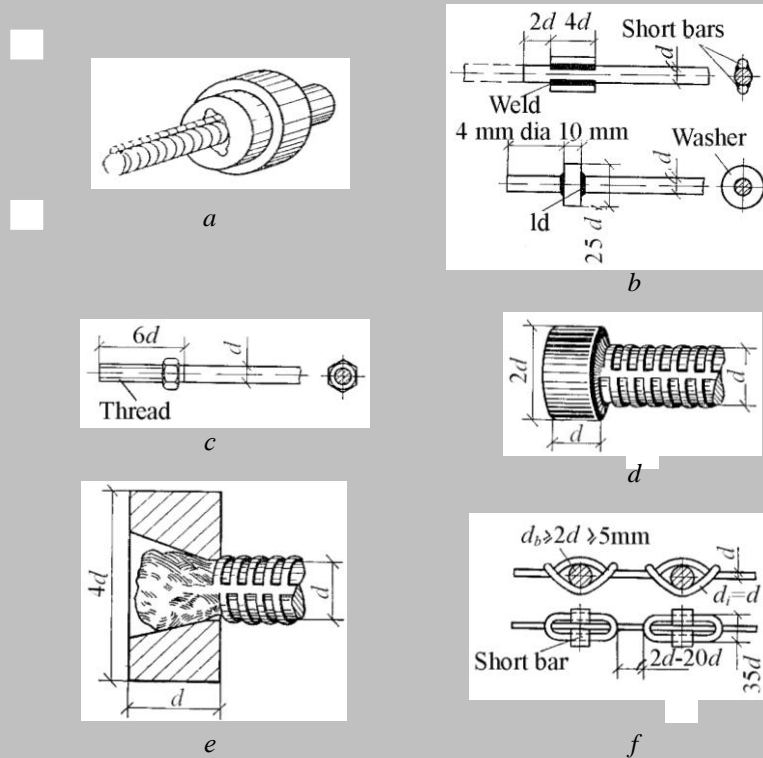 a
2d 4d
Short bars
d
Weld
4 mm dia 10 mm
Washer
d
ld
25 d
b
6d
d
Thread
c
2d
d
d
d
4d
d
d
e
d_b ≥ 2d ≥ 5mm
d
d_i=d
Short bar
2d-20d
35d
f